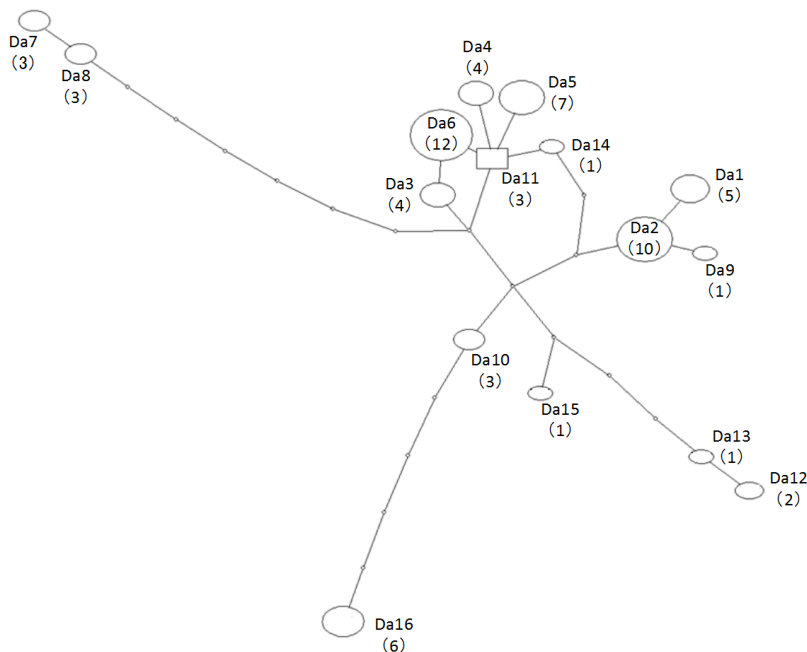 Da7
（3）
Da8
（3）
Da4
（4）
Da5
（7）
Da6
（12）
Da14
（1）
Da11
（3）
Da3
（4）
Da1
（5）
Da2
（10）
Da9
（1）
Da10
（3）
Da15
（1）
Da13
（1）
Da12
（2）
Da16
（6）